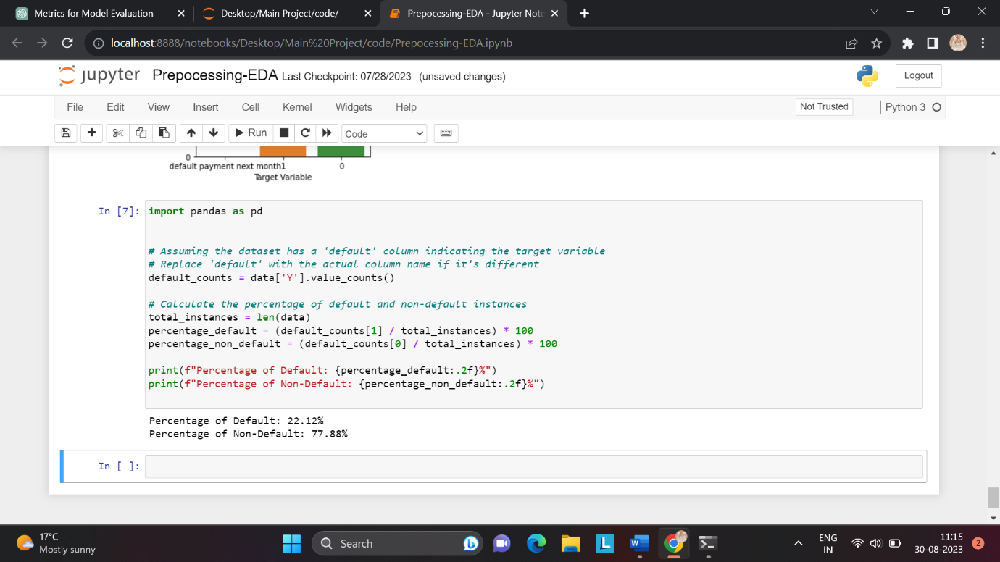 Metrics for Model Evaluation
Desktop/Main Project/code/
Prepocessing-EDA - Jupyter Note
localhost:8888/notebooks/Desktop/Main%20Project/code/Prepocessing-EDA.ipynb
jupyter Prepocessing-EDA Last Checkpoint: 07/28/2023 (unsaved changes)
Logout
File Edit View Insert Cell Kernel Widgets Help
Not Trusted
Python 3
Run
Code
0
default payment next month1 0
Target Variable
In [7]: import pandas as pd
# Assuming the dataset has a 'default' column indicating the target variable
# Replace 'default' with the actual column name if it's different
default_counts = data['Y'].value_counts()
# Calculate the percentage of default and non-default instances
total_instances = len(data)
percentage_default = (default_counts[1] / total_instances) * 100
percentage_non_default = (default_counts[0] / total_instances) * 100
print(f"Percentage of Default: {percentage_default:.2f}%")
print(f"Percentage of Non-Default: {percentage_non_default:.2f}%")
Percentage of Default: 22.12%
Percentage of Non-Default: 77.88%
In [ ]:
17°C
Mostly sunny
Search
L
W
ENG
IN
11:15
30-08-2023
2